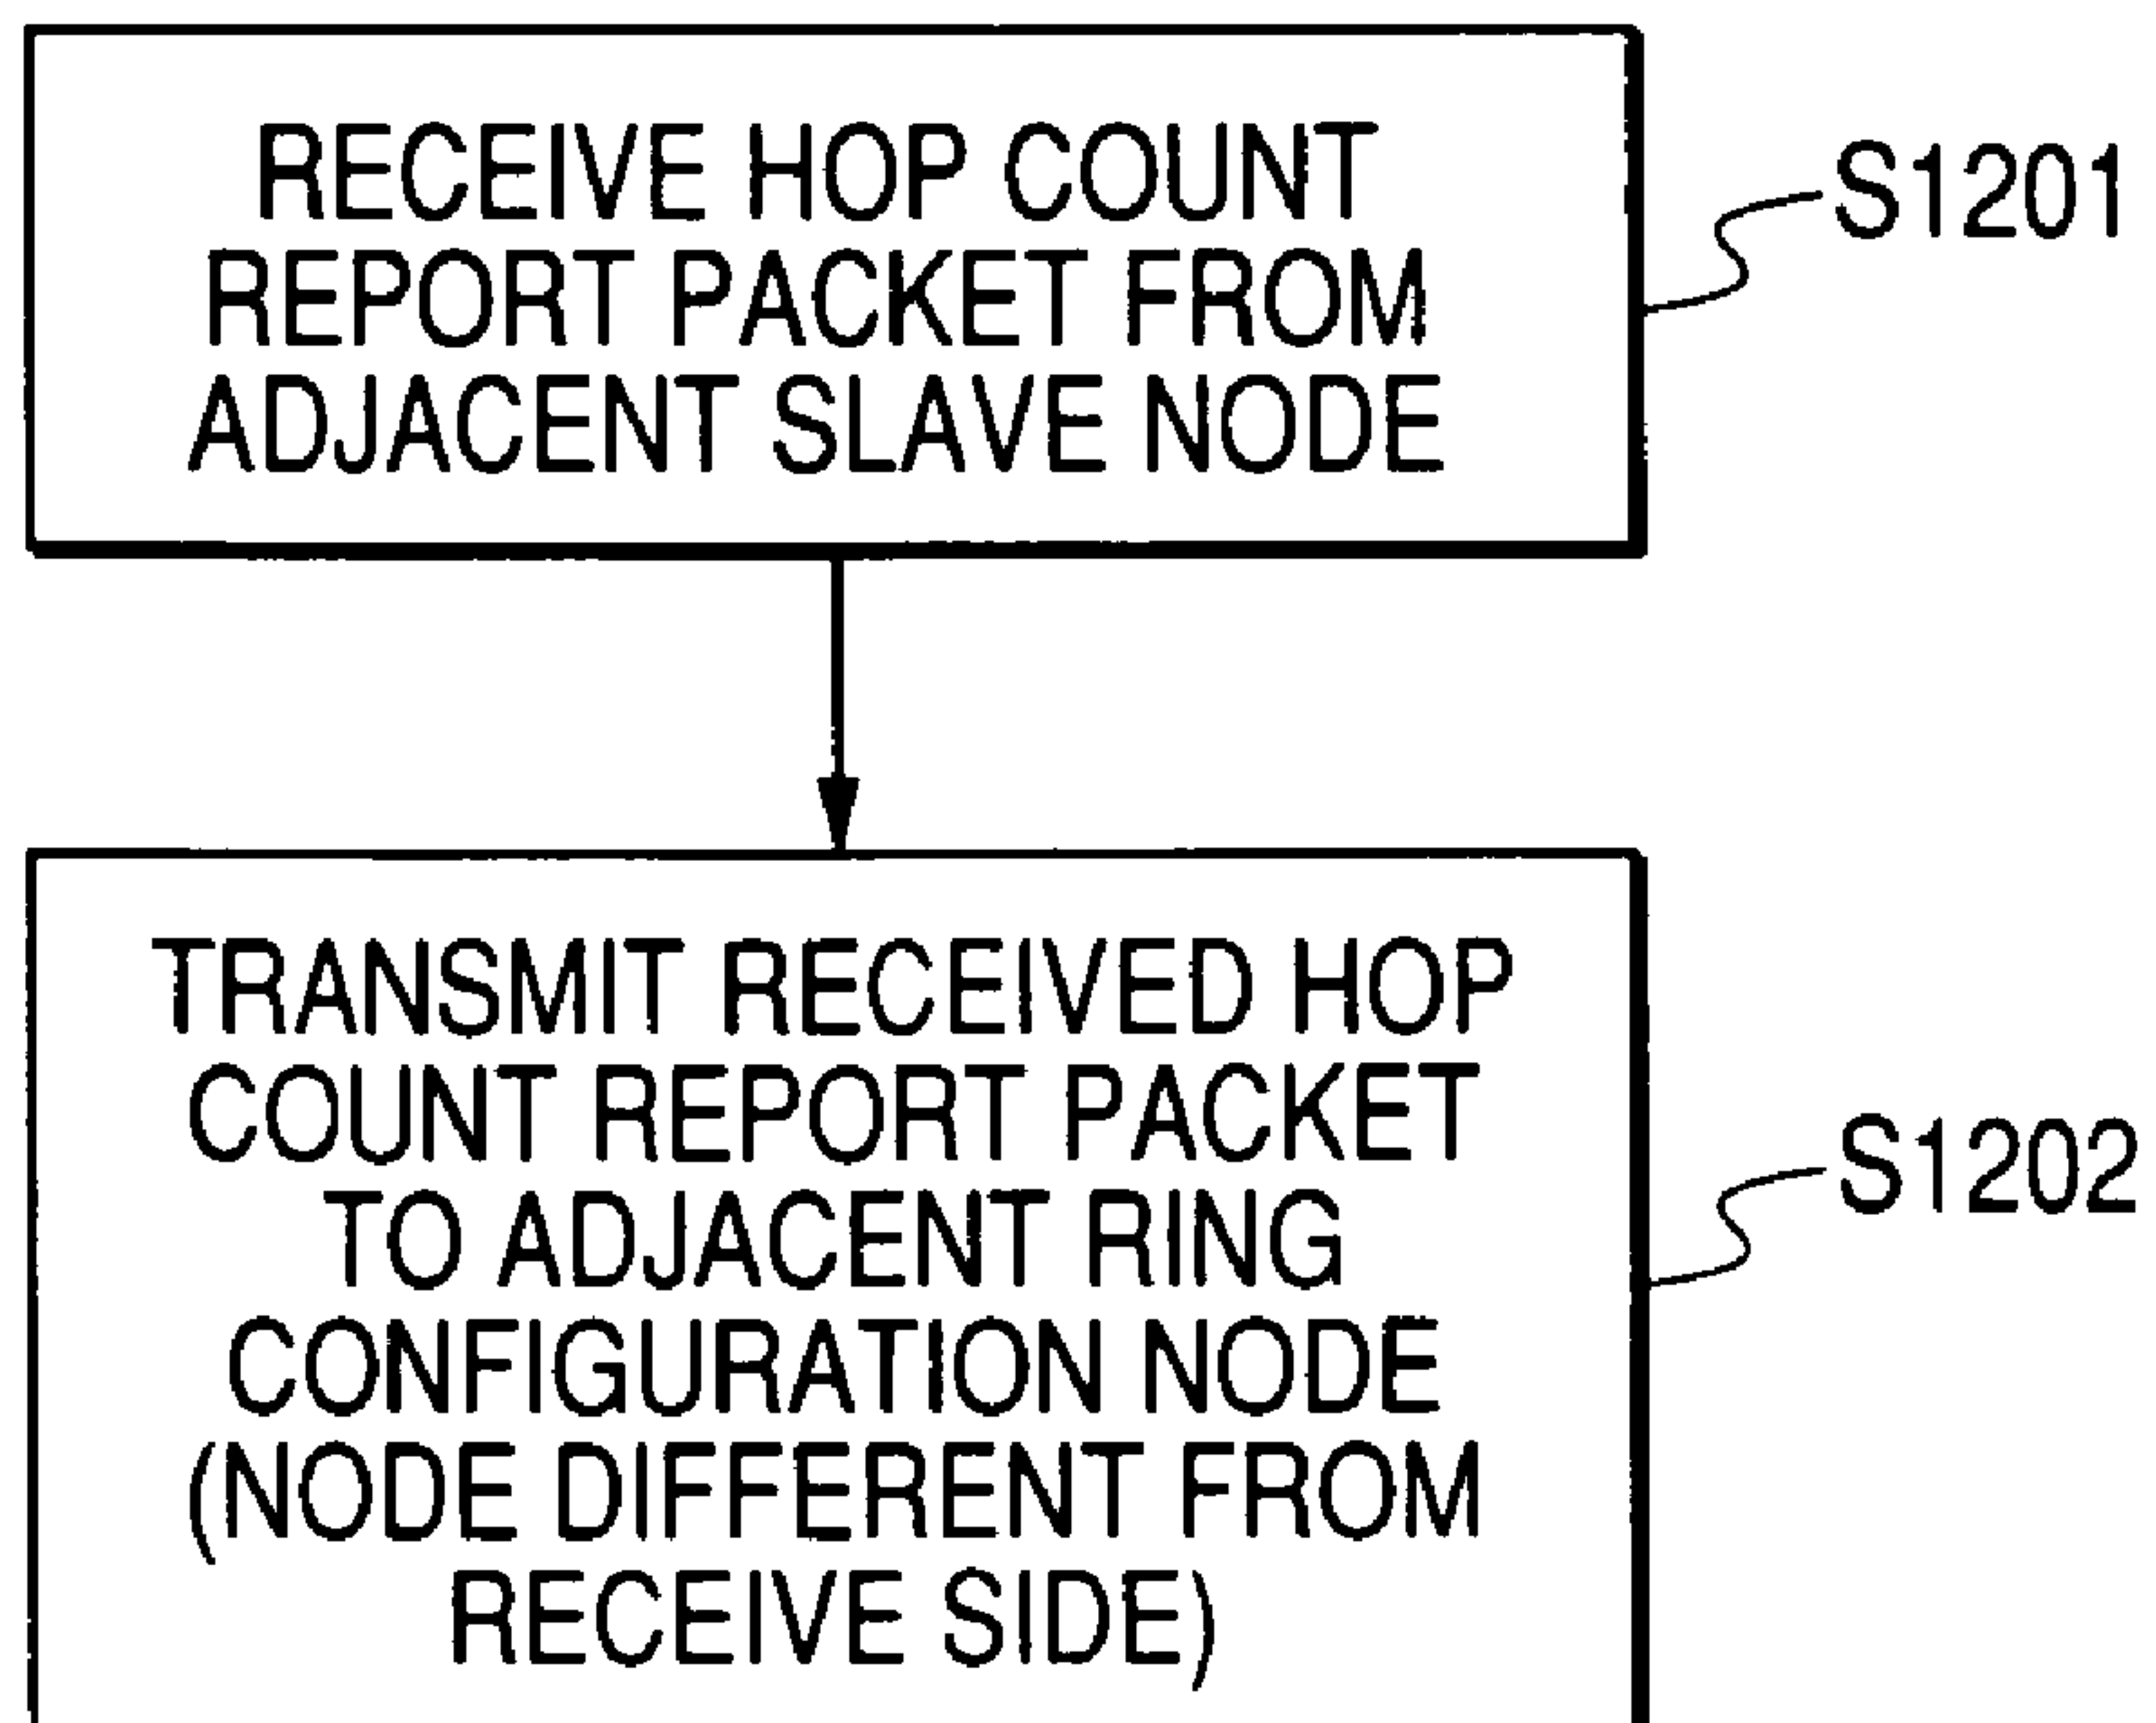 RECEIVE HOP COUNT
REPORT PACKET FROM
ADJACENT SLAVE NODE
S1201
TRANSMIT RECEIVED HOP
COUNT REPORT PACKET
TO ADJACENT RING
CONFIGURATION NODE
(NODE DIFFERENT FROM
RECEIVE SIDE)
S1202